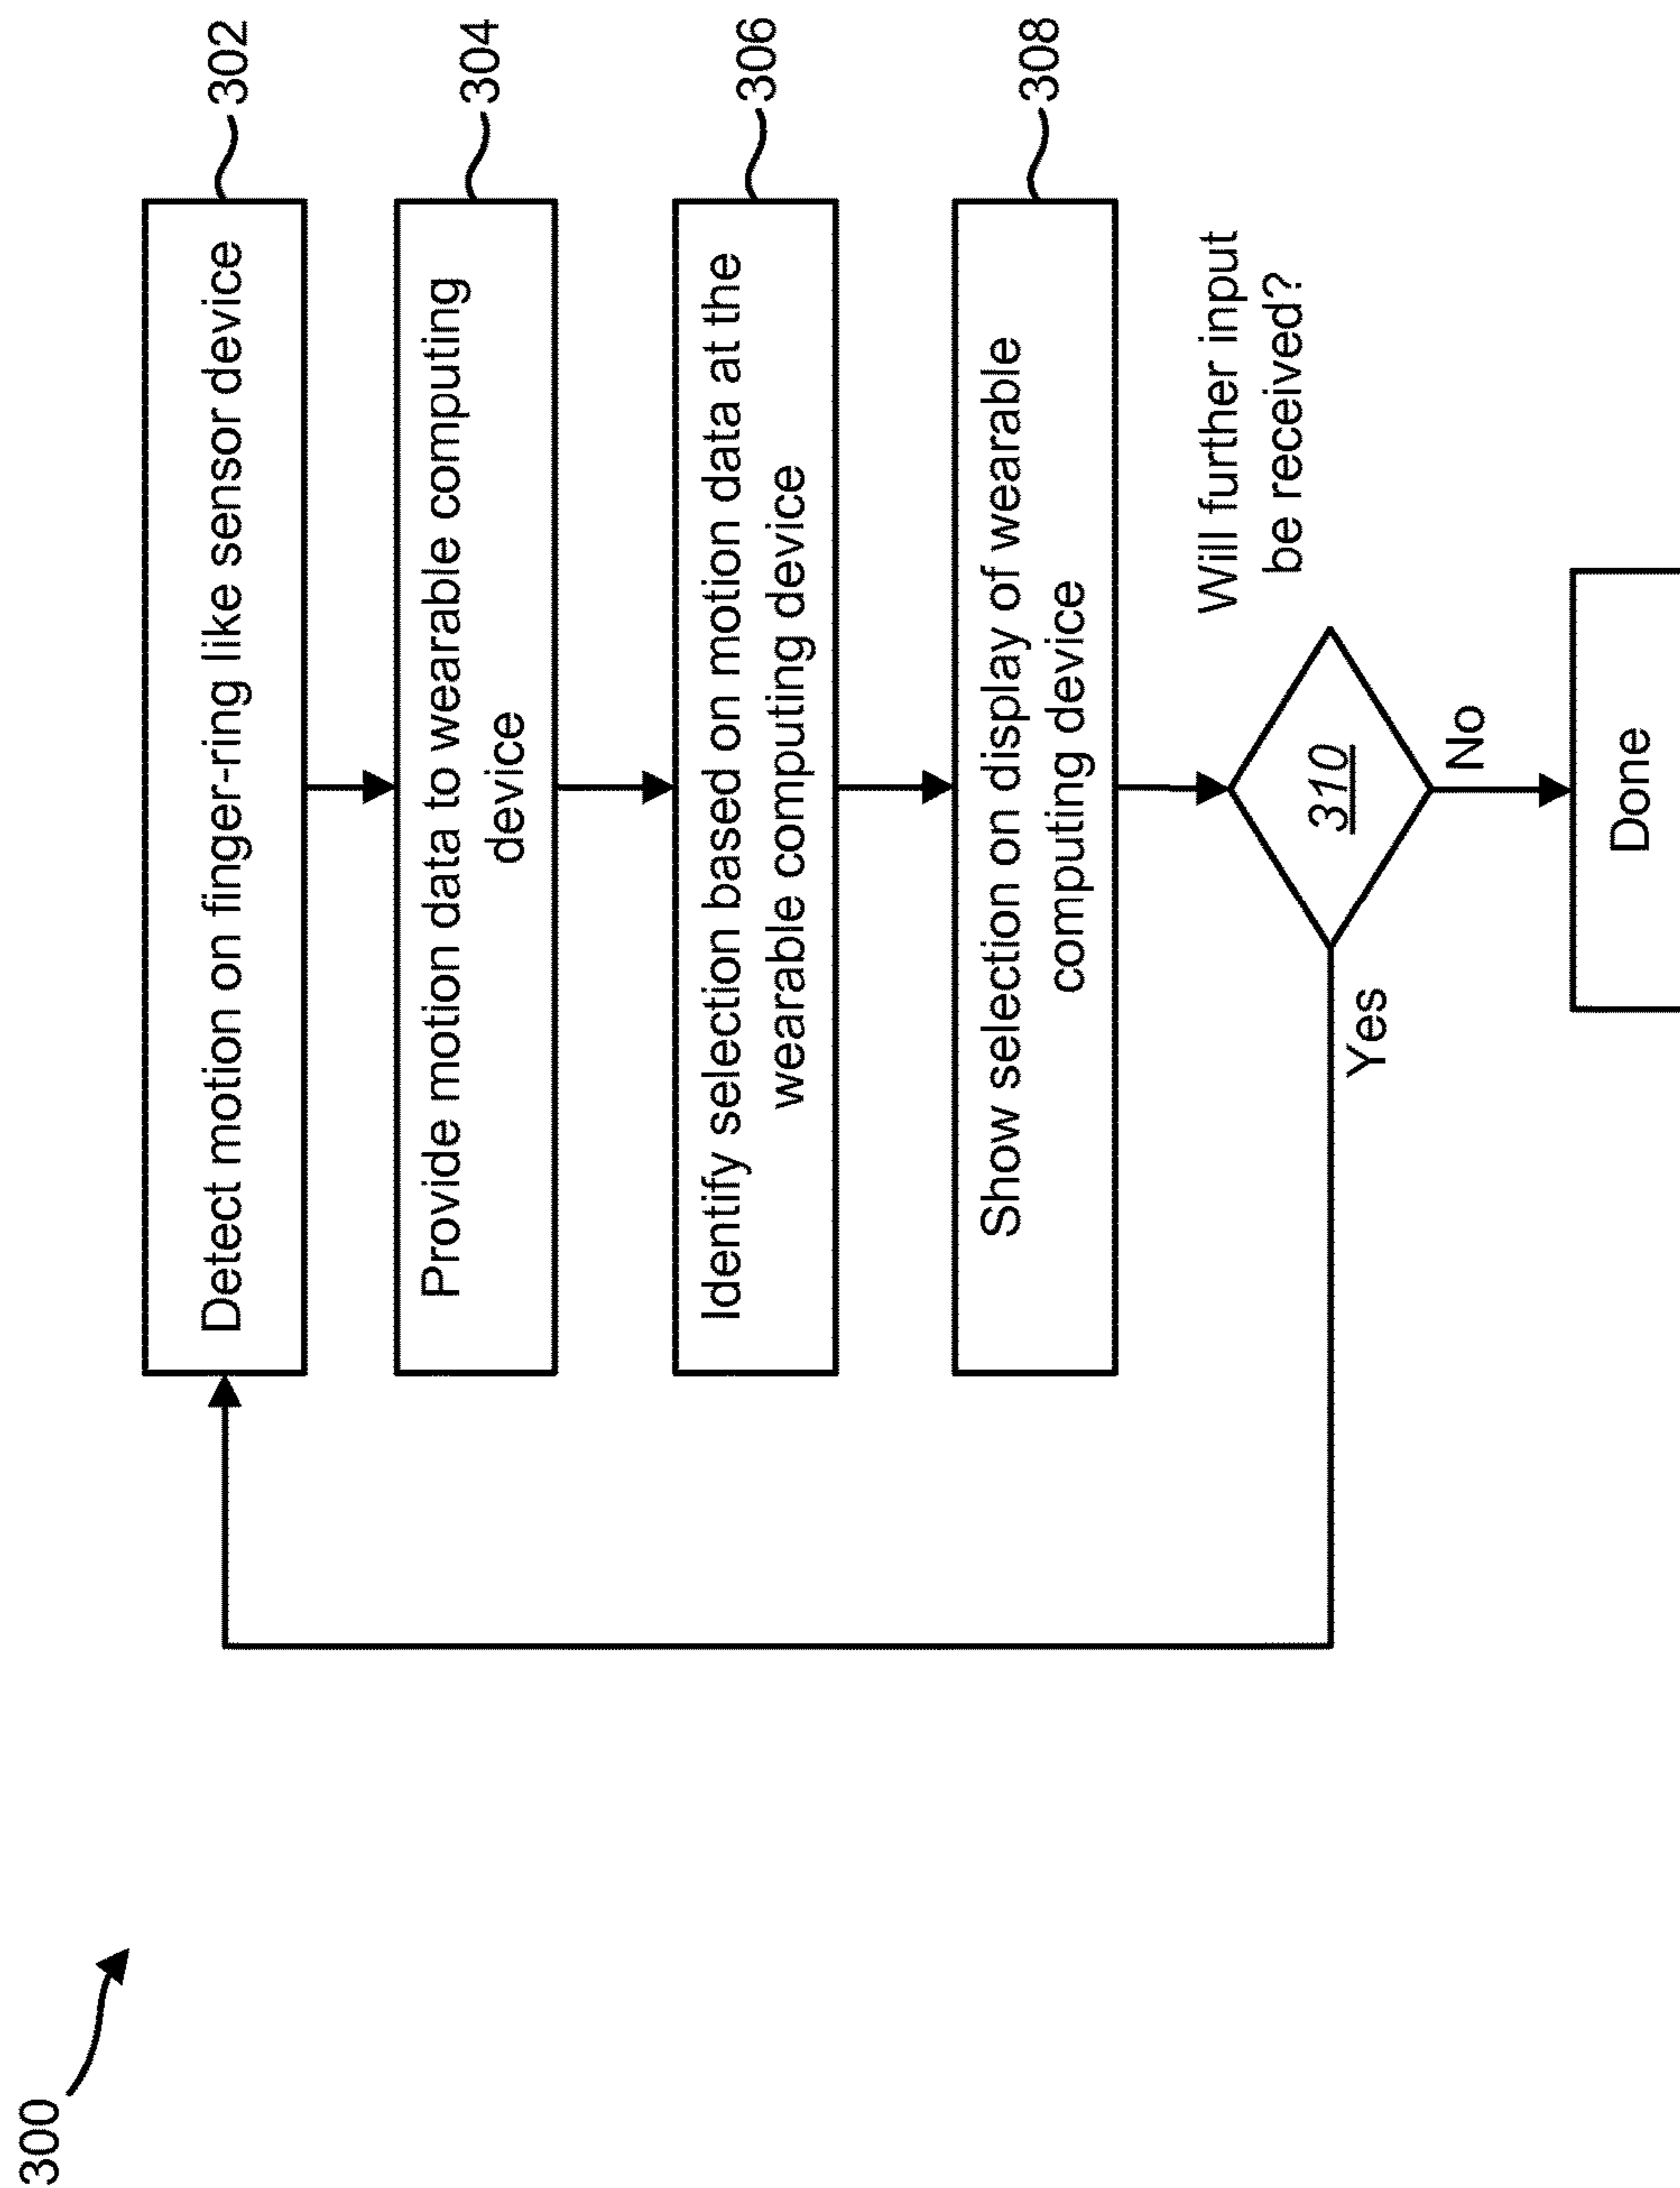 300
Detect motion on finger-ring like sensor device
302
Provide motion data to wearable computing
device
304
Identify selection based on motion data at the
wearable computing device
306
Show selection on display of wearable
computing device
308
Will further input
be received?
310
Yes
No
Done